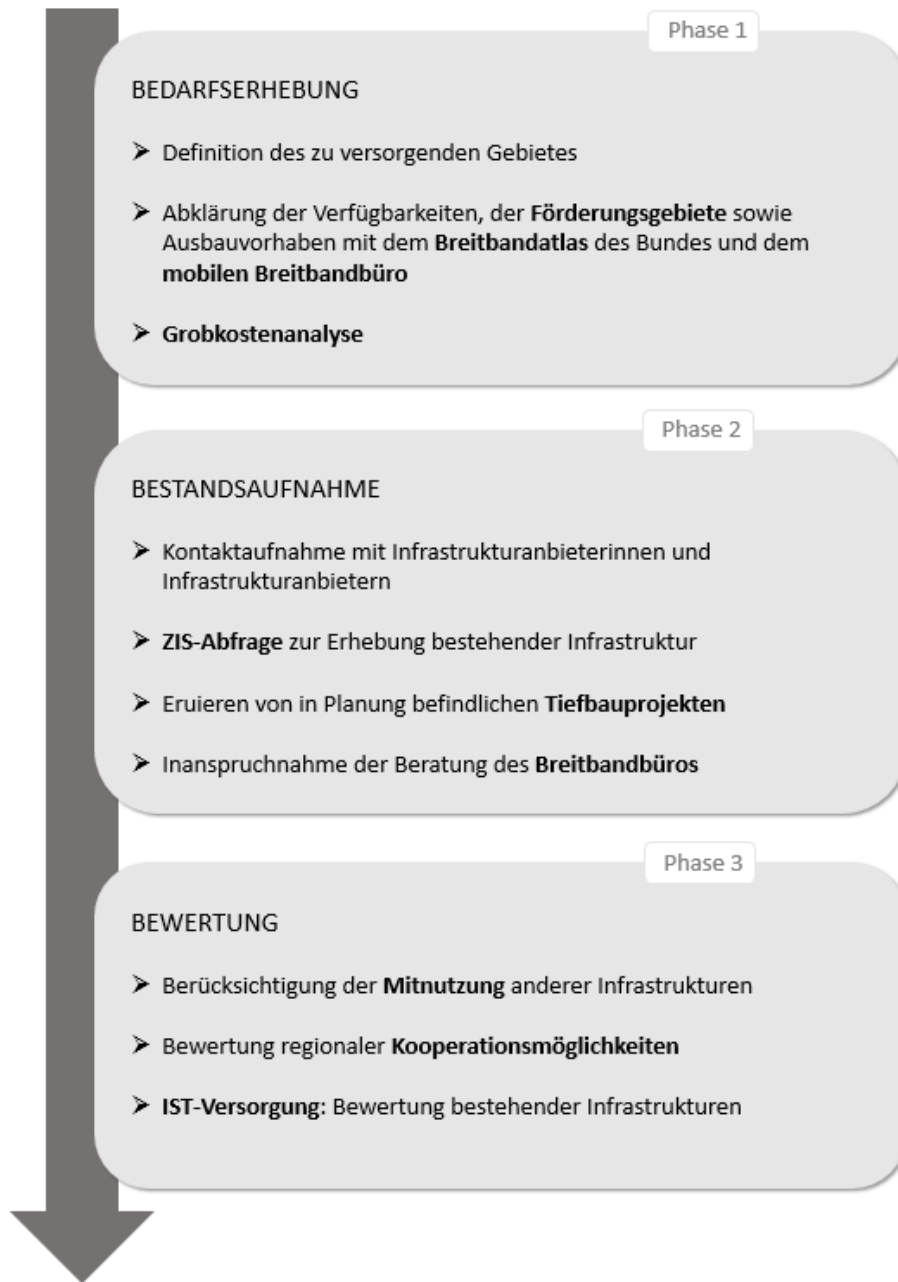 Phase 1
BEDARFSERHEBUNG
➤ Definition des zu versorgenden Gebietes
➤ Abklärung der Verfügbarkeiten, der Förderungsgebiete sowie
Ausbauvorhaben mit dem Breitbandatlas des Bundes und dem
mobilen Breitbandbüro
➤ Grobkostenanalyse
Phase 2
BESTANDSAUFNAHME
➤ Kontaktaufnahme mit Infrastrukturanbieterinnen und
Infrastrukturanbietern
➤ ZIS-Abfrage zur Erhebung bestehender Infrastruktur
➤ Eruieren von in Planung befindlichen Tiefbauprojekten
➤ Inanspruchnahme der Beratung des Breitbandbüros
Phase 3
BEWERTUNG
➤ Berücksichtigung der Mitnutzung anderer Infrastrukturen
➤ Bewertung regionaler Kooperationsmöglichkeiten
➤ IST-Versorgung: Bewertung bestehender Infrastrukturen